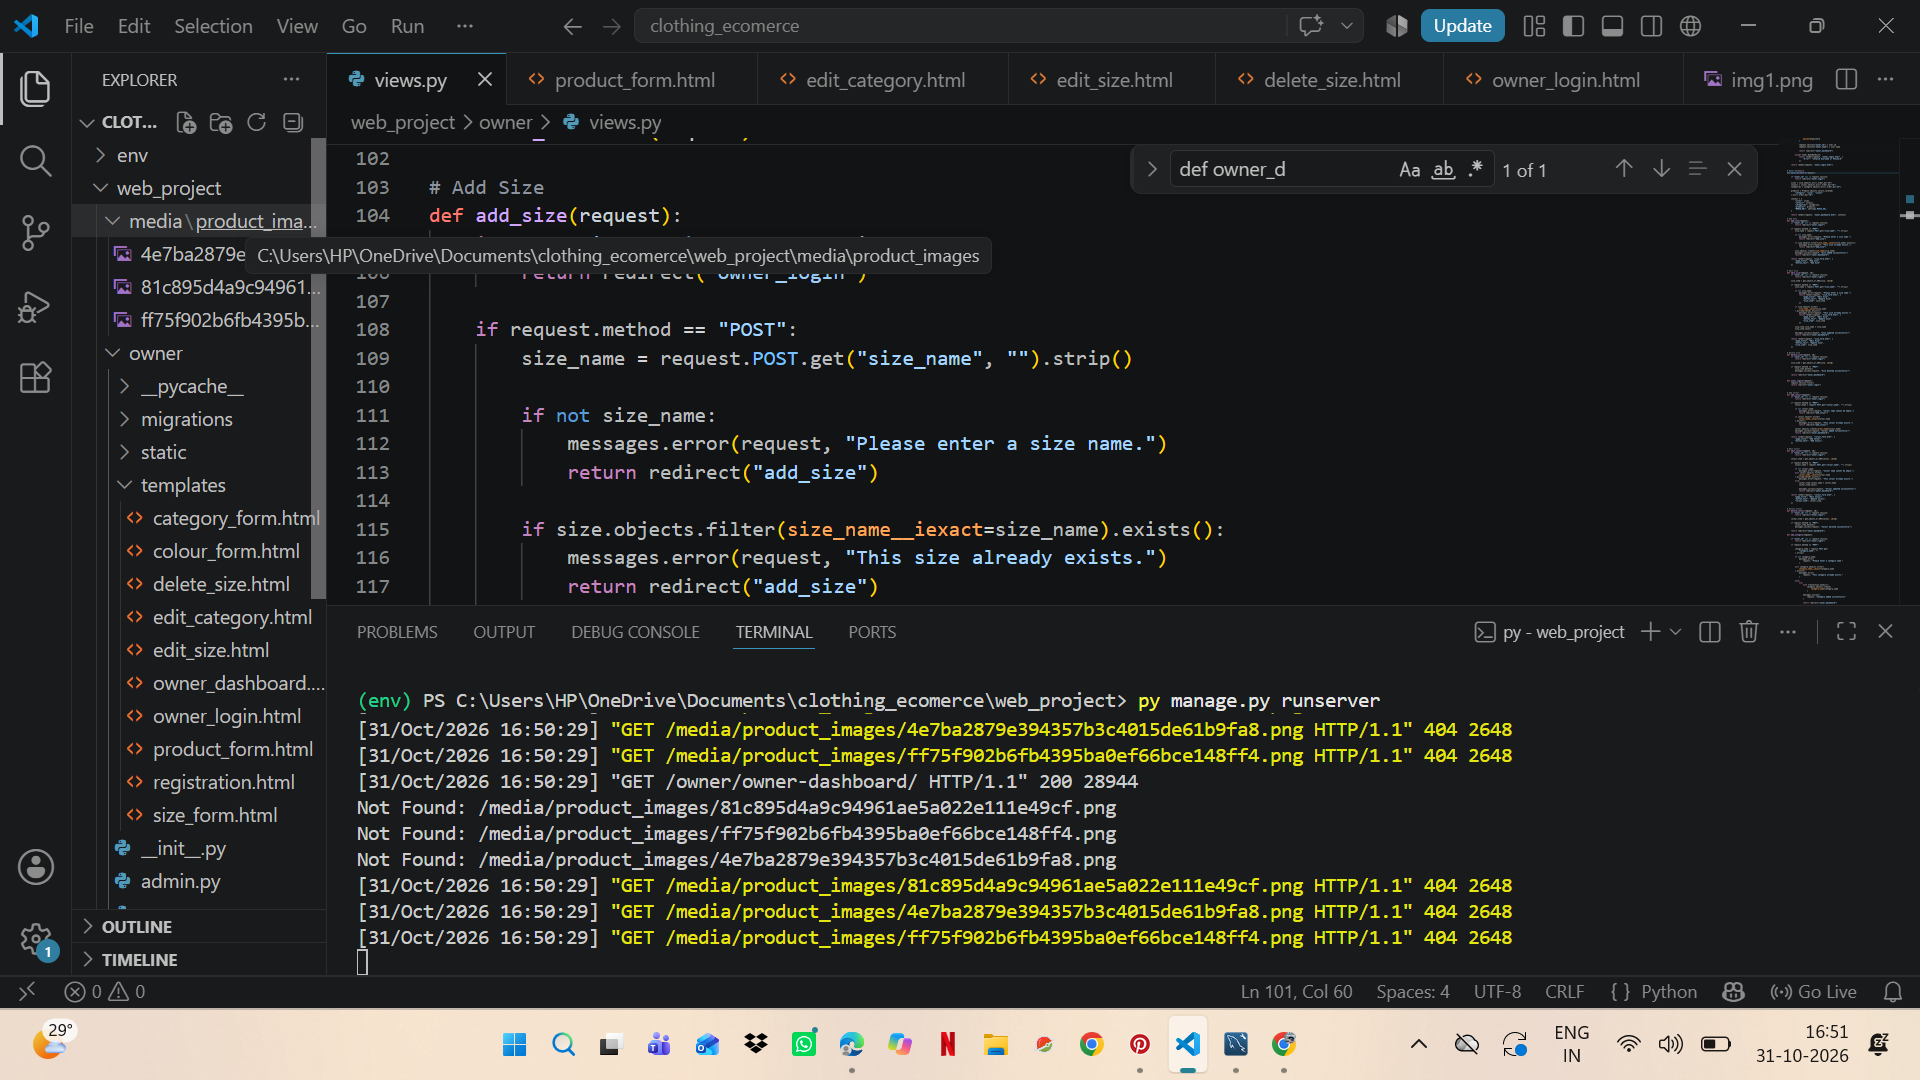 File Edit Selection View Go Run ···
clothing_ecomerce
Update
EXPLORER
views.py
product_form.html
edit_category.html
edit_size.html
delete_size.html
owner_login.html
img1.png
CLOT...
web_project > owner > views.py
env
web_project
media\product_ima...
4e7ba2879e
81c895d4a9c94961...
ff75f902b6fb4395b...
owner
__pycache__
migrations
static
templates
category_form.html
colour_form.html
delete_size.html
edit_category.html
edit_size.html
owner_dashboard....
owner_login.html
product_form.html
registration.html
size_form.html
__init__.py
admin.py
OUTLINE
TIMELINE
def owner_d
Aa ab .* 1 of 1
102
103 # Add Size
104 def add_size(request):
C:\Users\HP\OneDrive\Documents\clothing_ecomerce\web_project\media\product_images
106 return redirect("owner_login")
107
108 if request.method == "POST":
109 size_name = request.POST.get("size_name", "").strip()
110
111 if not size_name:
112 messages.error(request, "Please enter a size name.")
113 return redirect("add_size")
114
115 if size.objects.filter(size_name__iexact=size_name).exists():
116 messages.error(request, "This size already exists.")
117 return redirect("add_size")
PROBLEMS OUTPUT DEBUG CONSOLE TERMINAL PORTS
py - web_project
(env) PS C:\Users\HP\OneDrive\Documents\clothing_ecomerce\web_project> py manage.py runserver
[31/Oct/2026 16:50:29] "GET /media/product_images/4e7ba2879e394357b3c4015de61b9fa8.png HTTP/1.1" 404 2648
[31/Oct/2026 16:50:29] "GET /media/product_images/ff75f902b6fb4395ba0ef66bce148ff4.png HTTP/1.1" 404 2648
[31/Oct/2026 16:50:29] "GET /owner/owner-dashboard/ HTTP/1.1" 200 28944
Not Found: /media/product_images/81c895d4a9c94961ae5a022e111e49cf.png
Not Found: /media/product_images/ff75f902b6fb4395ba0ef66bce148ff4.png
Not Found: /media/product_images/4e7ba2879e394357b3c4015de61b9fa8.png
[31/Oct/2026 16:50:29] "GET /media/product_images/81c895d4a9c94961ae5a022e111e49cf.png HTTP/1.1" 404 2648
[31/Oct/2026 16:50:29] "GET /media/product_images/4e7ba2879e394357b3c4015de61b9fa8.png HTTP/1.1" 404 2648
[31/Oct/2026 16:50:29] "GET /media/product_images/ff75f902b6fb4395ba0ef66bce148ff4.png HTTP/1.1" 404 2648
1
0 0
Ln 101, Col 60 Spaces: 4 UTF-8 CRLF { } Python Go Live
29°
ENG
IN
16:51
31-10-2026